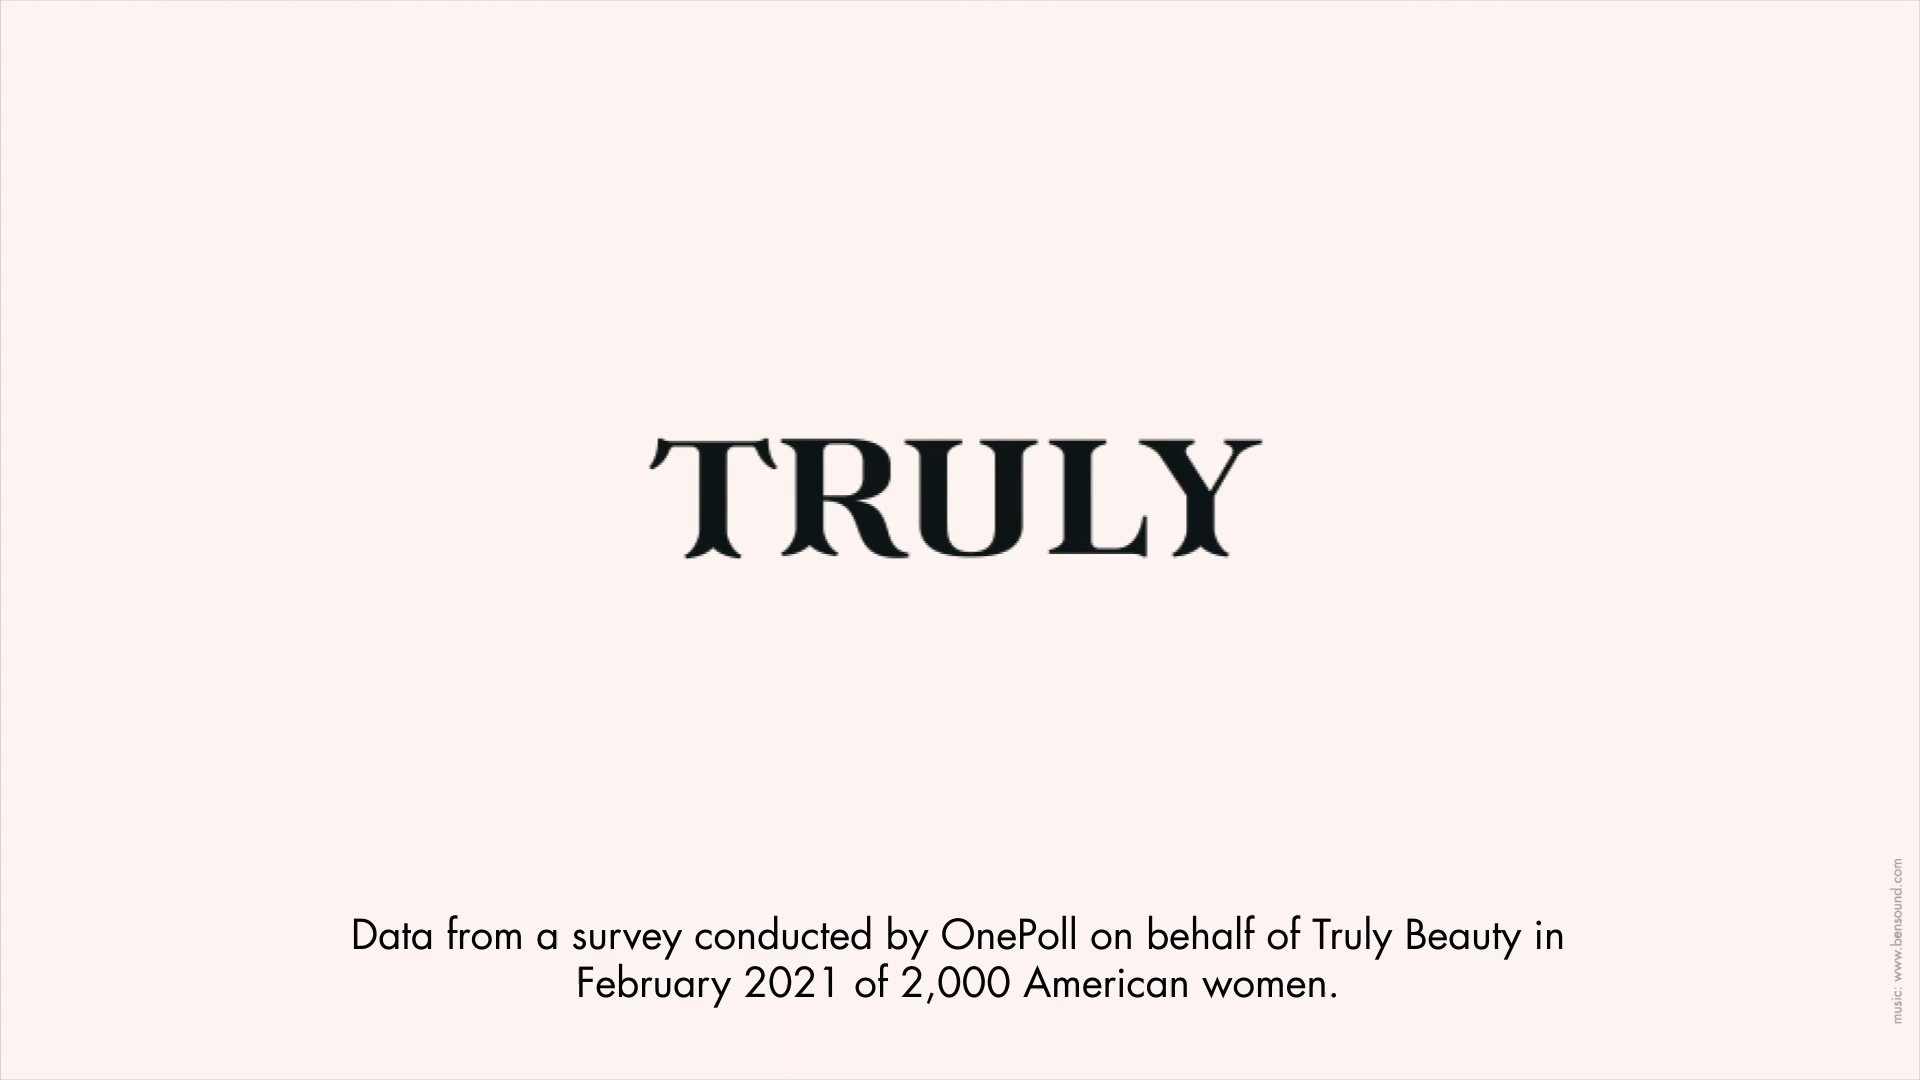 TRULY
Data from a survey conducted by OnePoll on behalf of Truly Beauty in
February 2021 of 2,000 American women.
music: www.bensound.com